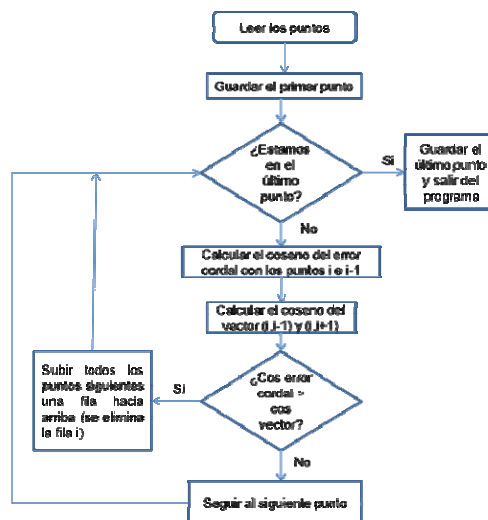 Leer los puntos
Guardar el primer punto
¿Estamos
en el
último
punto?
Si
Guardar el
último punto
y salir del
programa
No
Calcular el coseno del error
cordal con los puntos i e i-1
Calcular el coseno del
vector (i,i-1) y (i,i+1)
¿Cos error
cordal >
cos
vector?
Si
Subir todos los
puntos siguientes
una fila hacia
arriba (se elimina
la fila i)
No
Seguir al siguiente punto